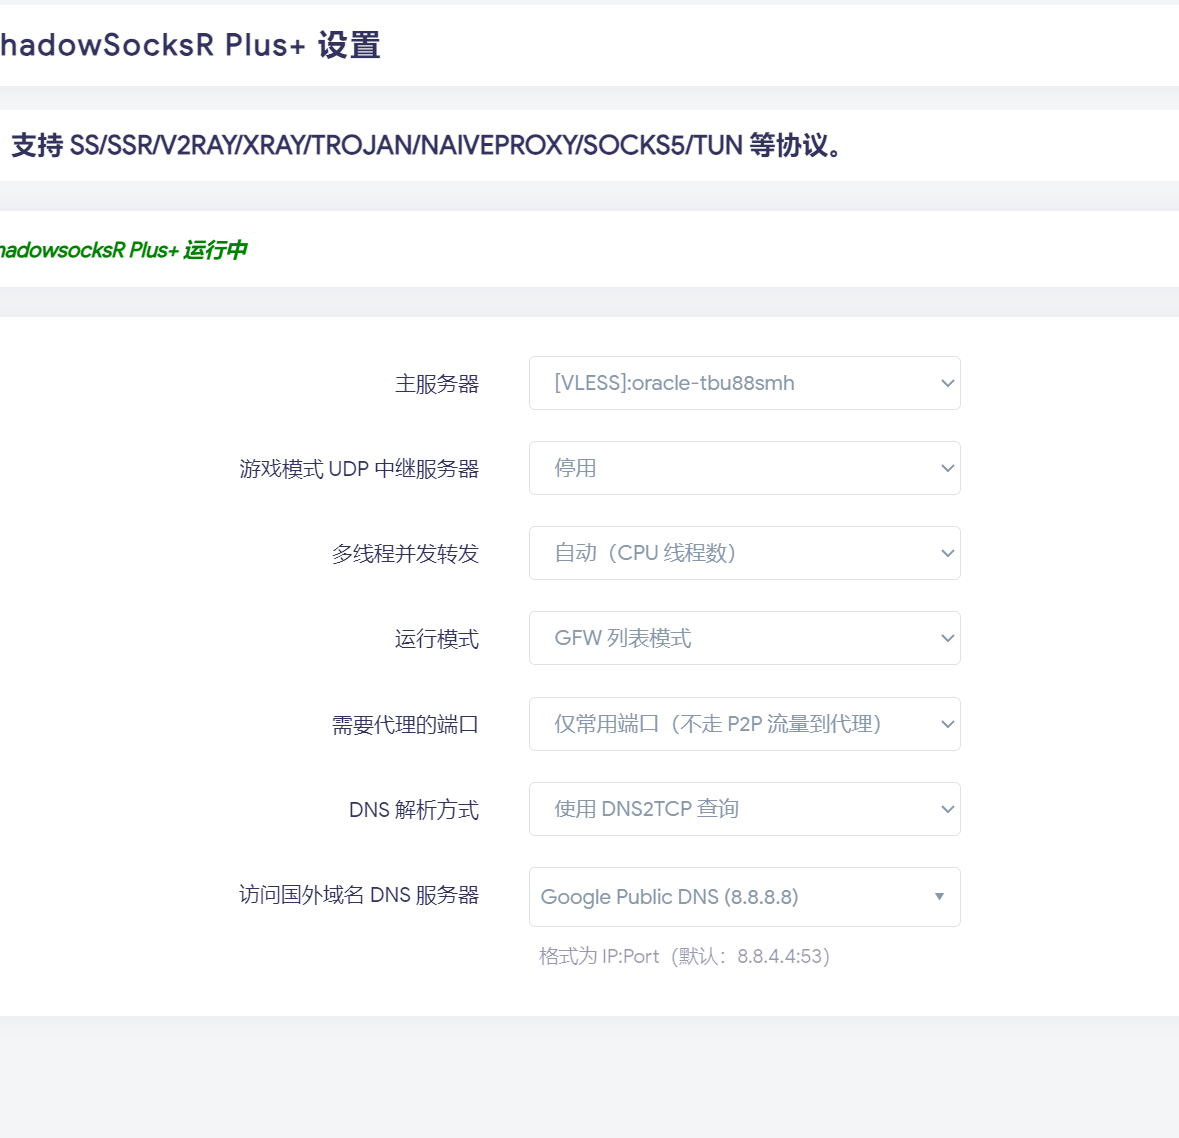 hadowSocksR Plus+ 设置
支持 SS/SSR/V2RAY/XRAY/TROJAN/NAIVEPROXY/SOCKS5/TUN 等协议。
hadowsocksR Plus+ 运行中
主服务器 [VLESS]:oracle-tbu88smh
游戏模式 UDP 中继服务器 停用
多线程并发转发 自动（CPU 线程数）
运行模式 GFW 列表模式
需要代理的端口 仅常用端口（不走 P2P 流量到代理）
DNS 解析方式 使用 DNS2TCP 查询
访问国外域名 DNS 服务器 Google Public DNS (8.8.8.8)
格式为 IP:Port（默认：8.8.4.4:53）